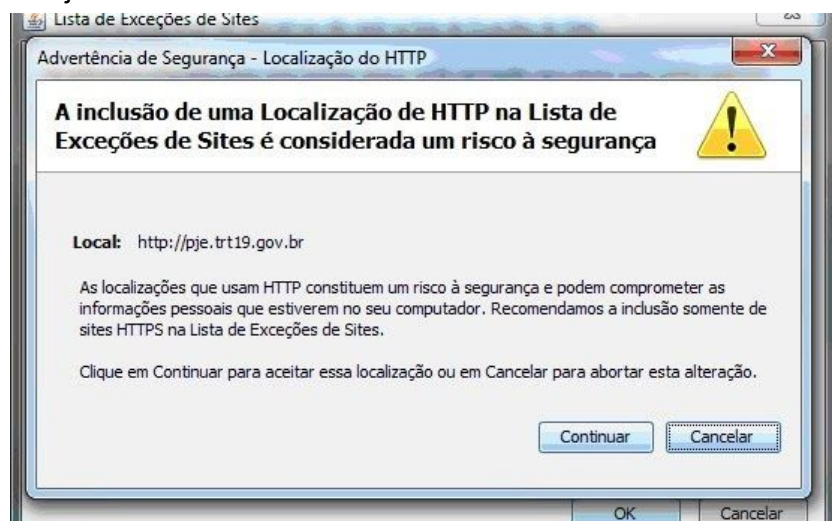 Lista de Exceções de Sites
Advertência de Segurança - Localização do HTTP
A inclusão de uma Localização de HTTP na Lista de
Exceções de Sites é considerada um risco à segurança
Local: http://pje.trt19.gov.br
As localizações que usam HTTP constituem um risco à segurança e podem comprometer as
informações pessoais que estiverem no seu computador. Recomendamos a inclusão somente de
sites HTTPS na Lista de Exceções de Sites.
Clique em Continuar para aceitar essa localização ou em Cancelar para abortar esta alteração.
Continuar Cancelar
OK Cancelar